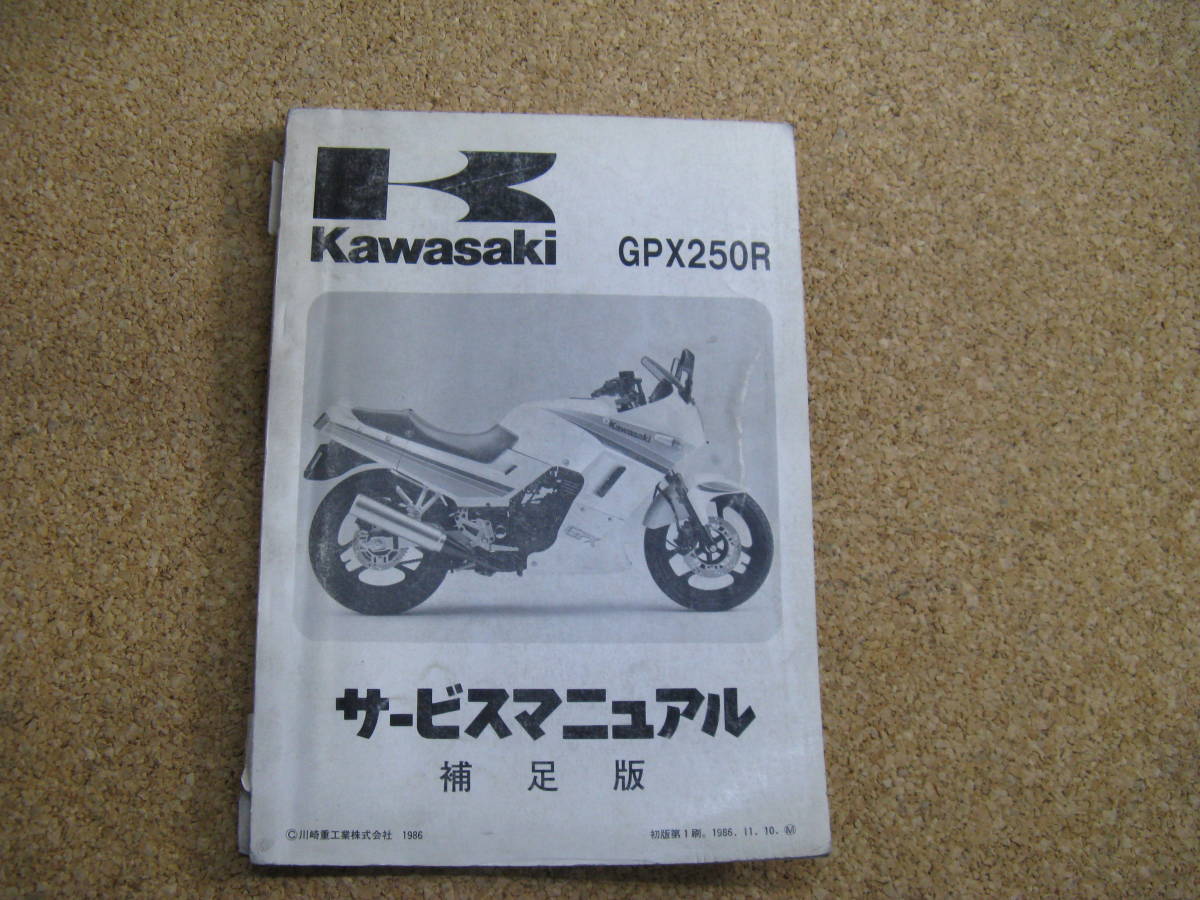 Kawasaki
GPX250R
Kawasaki
GPX
サービスマニュアル
補足版
©川崎重工業株式会社 1986
初版第1刷。1986. 11. 10. Ⓜ